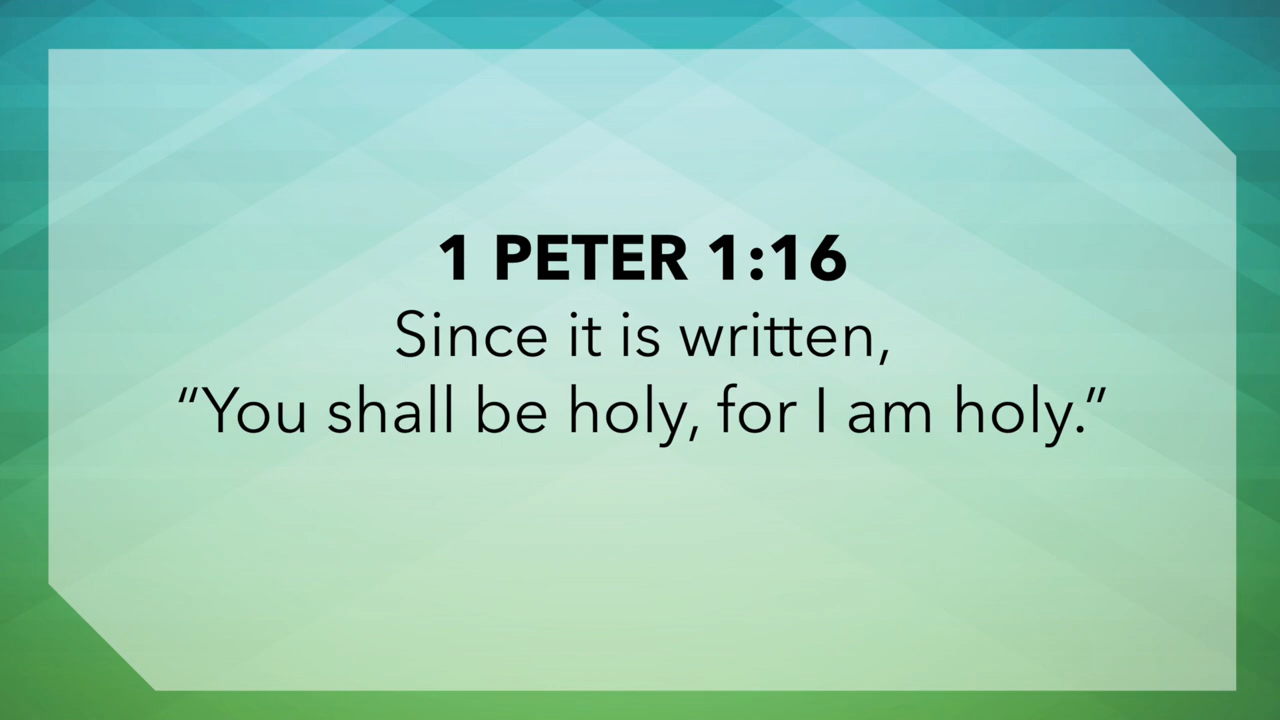 1 PETER 1:16
Since it is written,
“You shall be holy, for I am holy.”